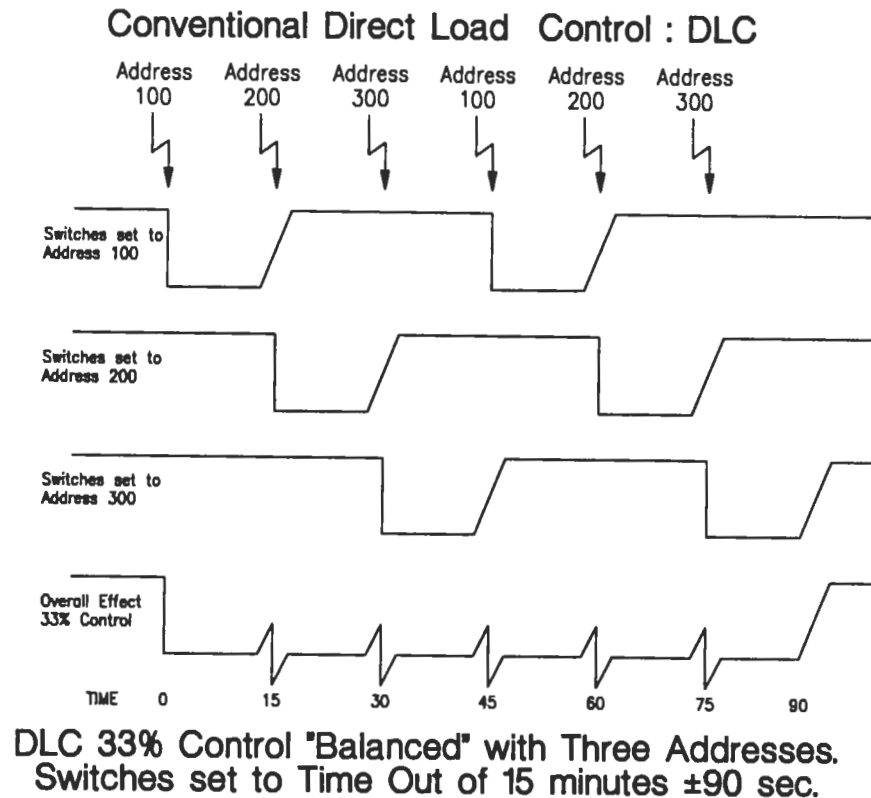 Conventional Direct Load Control : DLC
Address 100
Address 200
Address 300
Address 100
Address 200
Address 300
Switches set to
Address 100
Switches set to
Address 200
Switches set to
Address 300
Overall Effect
33% Control
TIME 0 15 30 45 60 75 90
DLC 33% Control "Balanced" with Three Addresses.
Switches set to Time Out of 15 minutes ±90 sec.